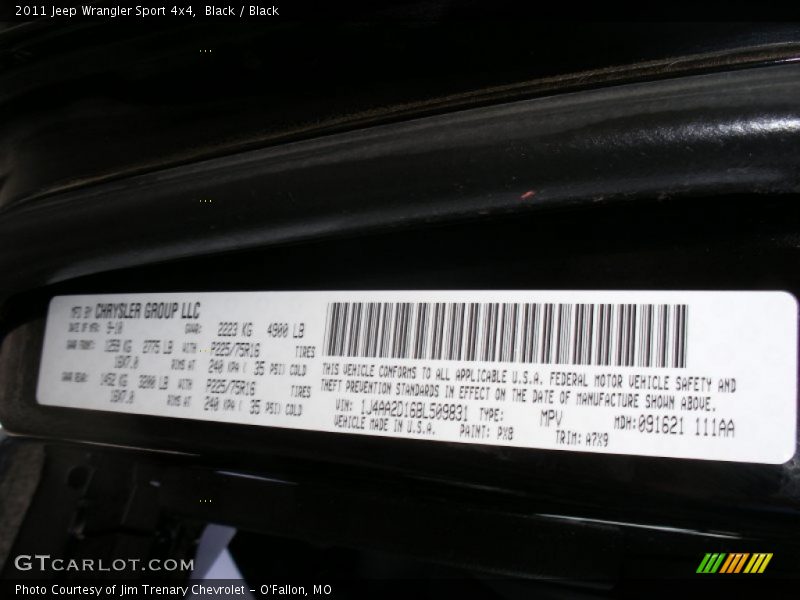 2011 Jeep Wrangler Sport 4x4, Black / Black
MFD BY CHRYSLER GROUP LLC
DATE OF MFR: 9-10 GVWR: 2223 KG 4900 LB
GAWR FRONT: 1259 KG 2775 LB WITH P225/75R16 TIRES
16X7.0 RIMS AT 240 KPA ( 35 PSI) COLD
GAWR REAR: 1452 KG 3200 LB WITH P225/75R16 TIRES
16X7.0 RIMS AT 240 KPA ( 35 PSI) COLD
THIS VEHICLE CONFORMS TO ALL APPLICABLE U.S.A. FEDERAL MOTOR VEHICLE SAFETY AND
THEFT PREVENTION STANDARDS IN EFFECT ON THE DATE OF MANUFACTURE SHOWN ABOVE.
VIN: 1J4AA2D16BL509831 TYPE: MPV MDH: 091621 111AA
VEHICLE MADE IN U.S.A. PAINT: PX8 TRIM: A7X9
GTCARLOT.COM
Photo Courtesy of Jim Trenary Chevrolet - O'Fallon, MO